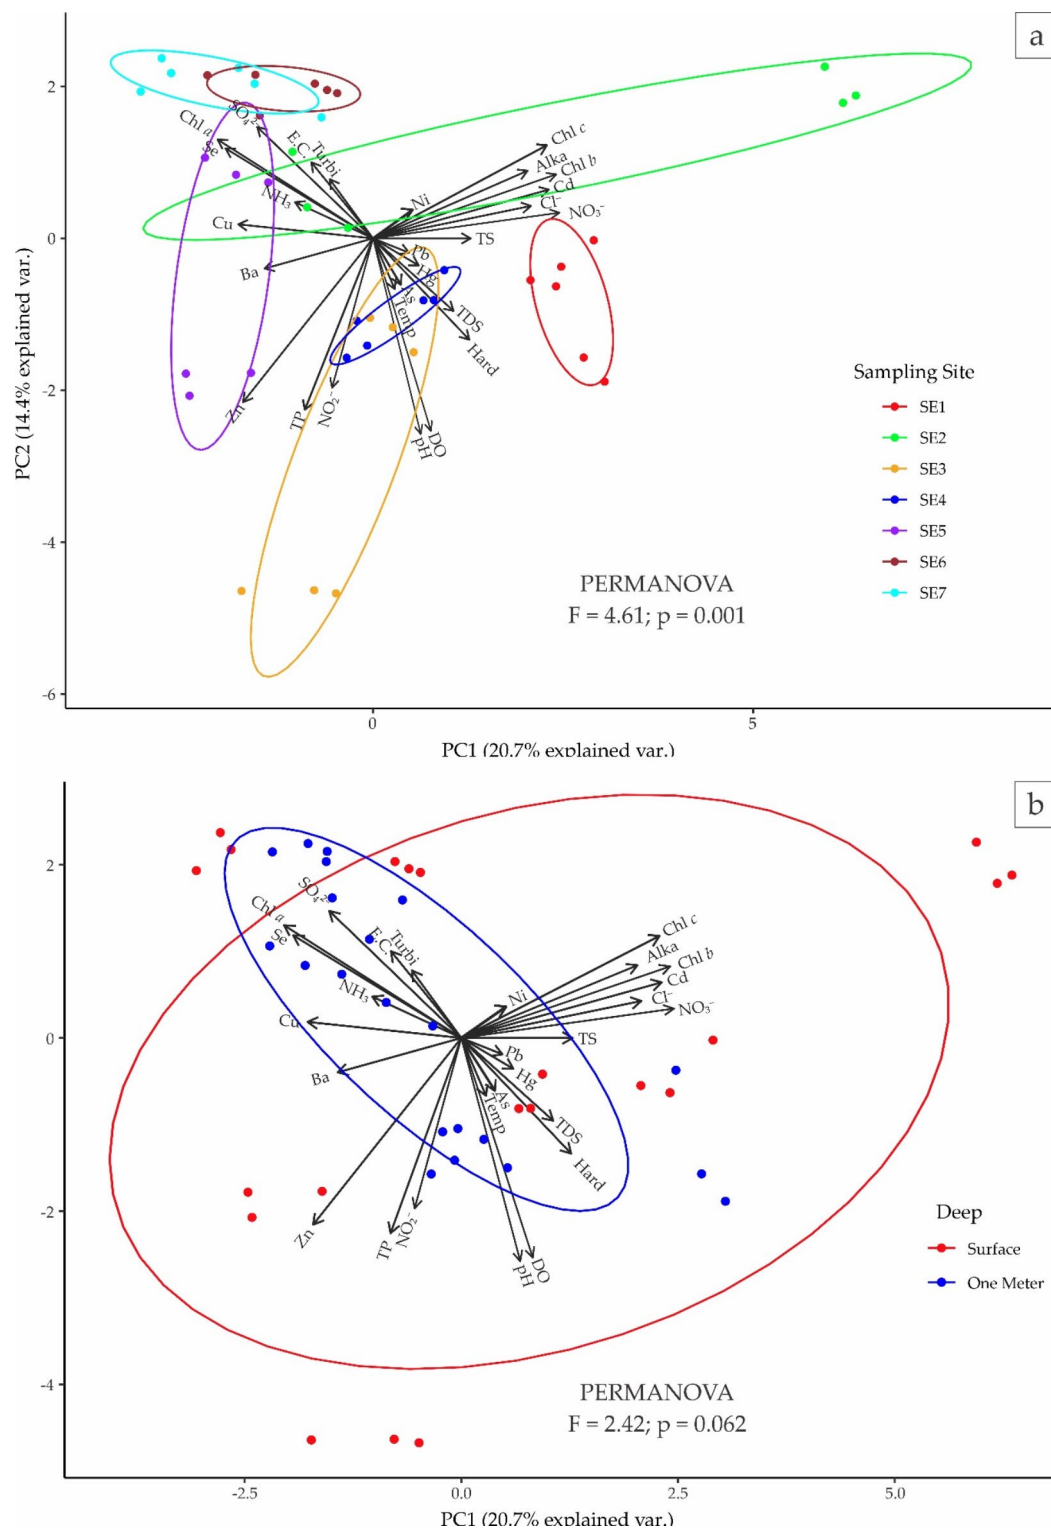 a
2
0
-2
-4
-6
PC2 (14.4% explained var.)
SO₄²⁻
Chl a
Se
E.C.
Turbi
NH₃
Cu
Ba
Zn
TP
NO₂⁻
Chl c
Alka
Chl b
Cd
Cl⁻
NO₃⁻
Ni
TS
Pb
Hg
As
Temp
TDS
Hard
DO
pH
Sampling Site
SE1
SE2
SE3
SE4
SE5
SE6
SE7
PERMANOVA
F = 4.61; p = 0.001
0
5
PC1 (20.7% explained var.)
b
2
0
-2
-4
SO₄²⁻
Chl a
Se
E.C.
Turbi
NH₃
Cu
Ba
Zn
TP
NO₂⁻
Chl c
Alka
Chl b
Cd
Cl⁻
NO₃⁻
Ni
TS
Pb
Hg
As
Temp
TDS
Hard
DO
pH
Deep
Surface
One Meter
PERMANOVA
F = 2.42; p = 0.062
-2.5
0.0
2.5
5.0
PC1 (20.7% explained var.)